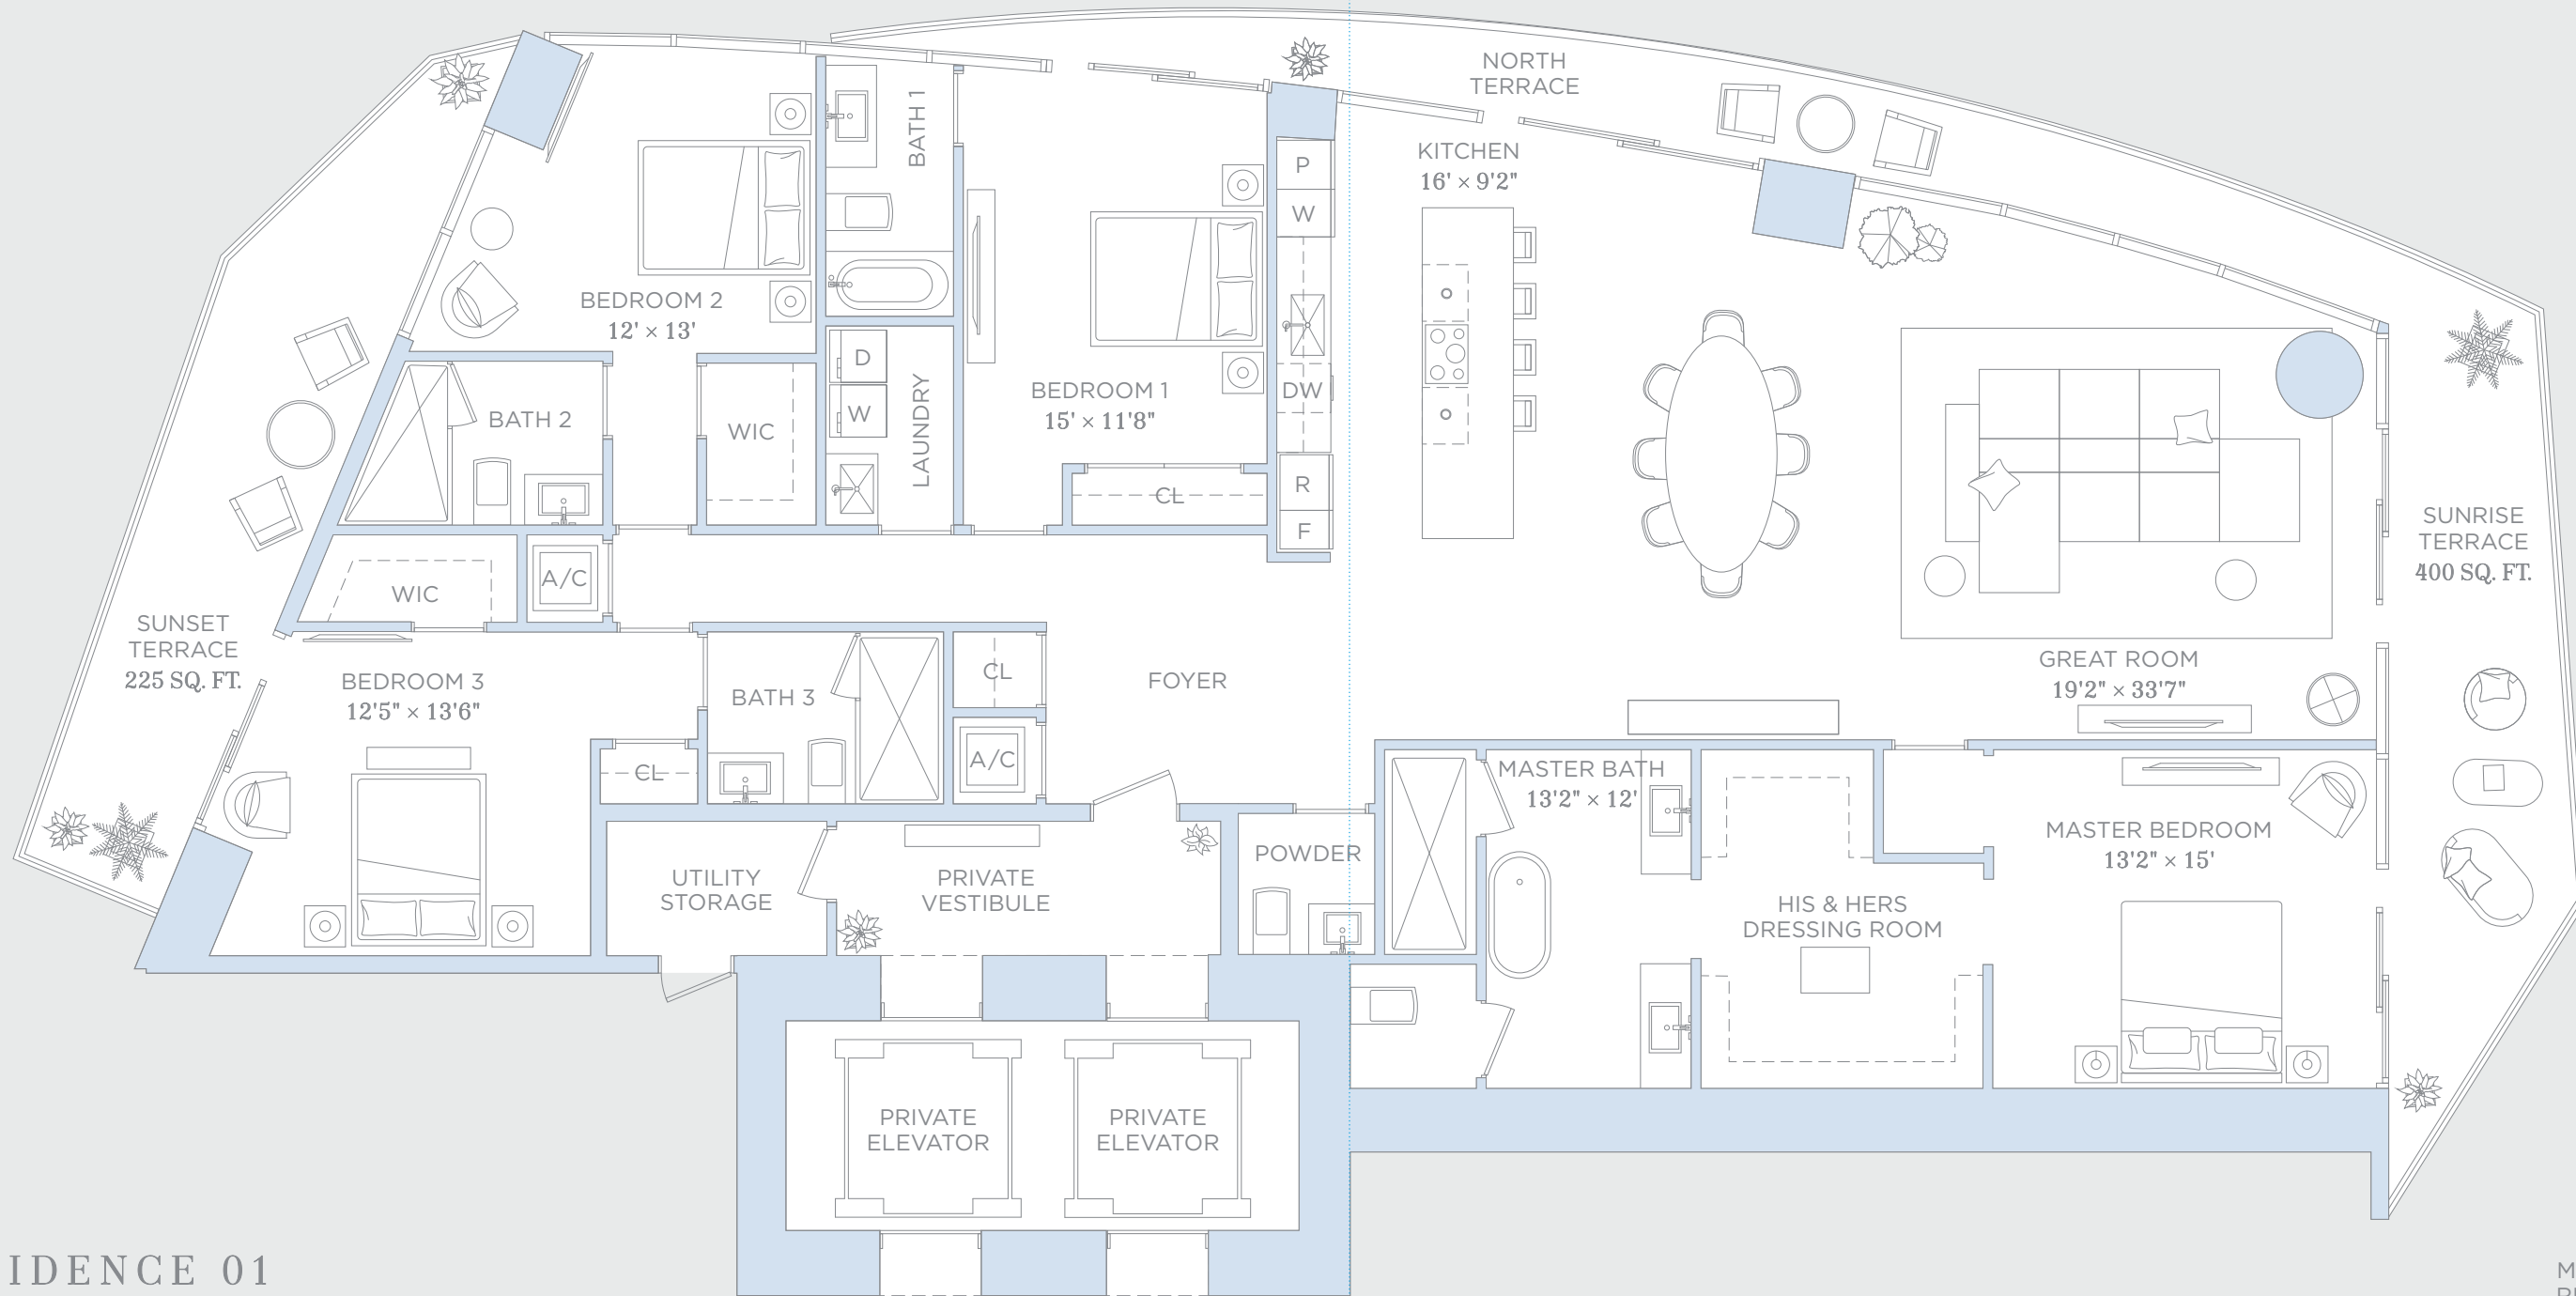 NORTH
TERRACE
KITCHEN
16' × 9'2"
BATH 1
P
W
BEDROOM 2
12' × 13'
D
W
LAUNDRY
BEDROOM 1
15' × 11'8"
DW
BATH 2
WIC
CL
R
F
SUNRISE
TERRACE
400 SQ. FT.
A/C
WIC
SUNSET
TERRACE
225 SQ. FT.
BEDROOM 3
12'5" × 13'6"
BATH 3
CL
FOYER
GREAT ROOM
19'2" × 33'7"
CL
A/C
MASTER BATH
13'2" × 12'
MASTER BEDROOM
13'2" × 15'
POWDER
UTILITY
STORAGE
PRIVATE
VESTIBULE
HIS & HERS
DRESSING ROOM
PRIVATE
ELEVATOR
PRIVATE
ELEVATOR
IDENCE 01
M